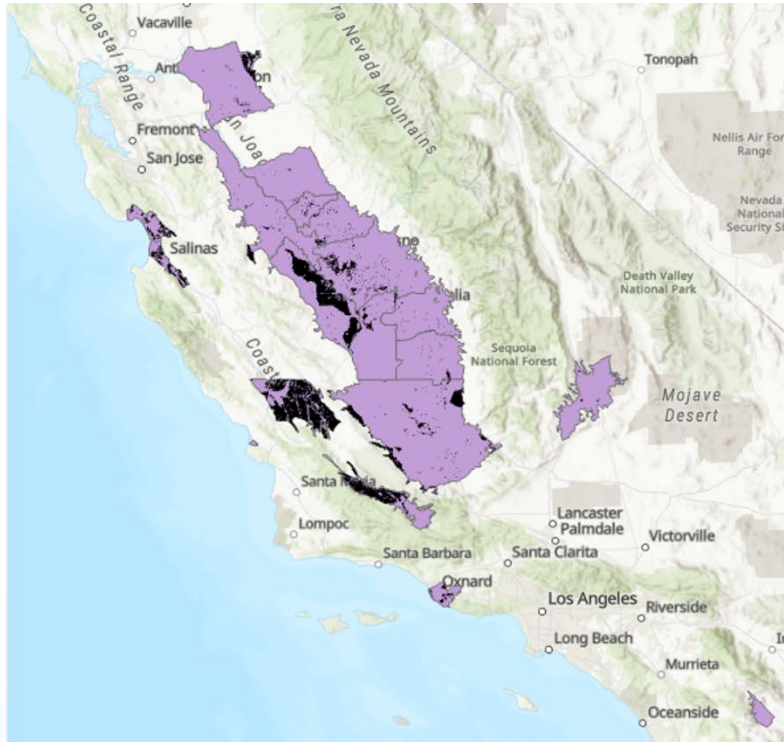 Vacaville
Coastal Range
Fremont
San Jose
Nevada Mountains
Tonopah
Nellis Air For
Range
Nevada
National
Security Si
Salinas
Death Valley
National Park
Sequoia
National Forest
Mojave
Desert
Coast
Santa
Lompoc
Santa Barbara
Lancaster
Palmdale
Santa Clarita
Victorville
Oxnard
Los Angeles
Riverside
Long Beach
Murrieta
Oceanside